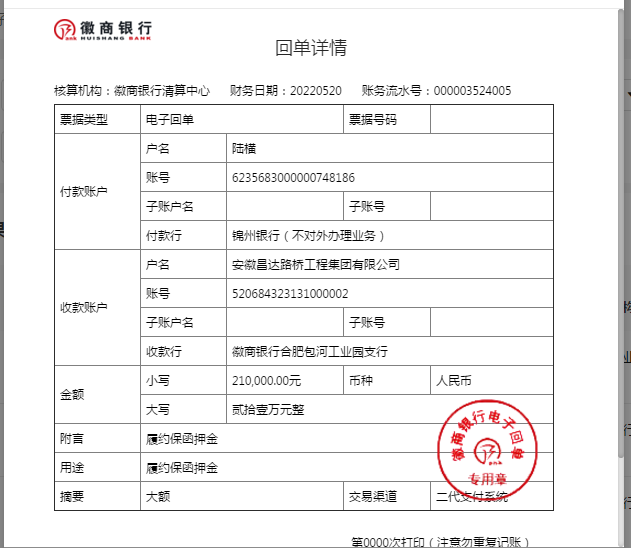 徽商银行
HUISHANG BANK
回单详情
核算机构：徽商银行清算中心 财务日期：20220520 账务流水号：000003524005
票据类型 电子回单 票据号码
付款账户
户名 陆横
账号 6235683000000748186
子账户名 子账号
付款行 锦州银行（不对外办理业务）
收款账户
户名 安徽昌达路桥工程集团有限公司
账号 520684323131000002
子账户名 子账号
收款行 徽商银行合肥包河工业园支行
金额
小写 210,000.00元 币种 人民币
大写 贰拾壹万元整
附言 履约保函押金
用途 履约保函押金
摘要 大额 交易渠道 二代支付系统
徽商银行电子回单
专用章
第0000次打印（注意勿重复记账）